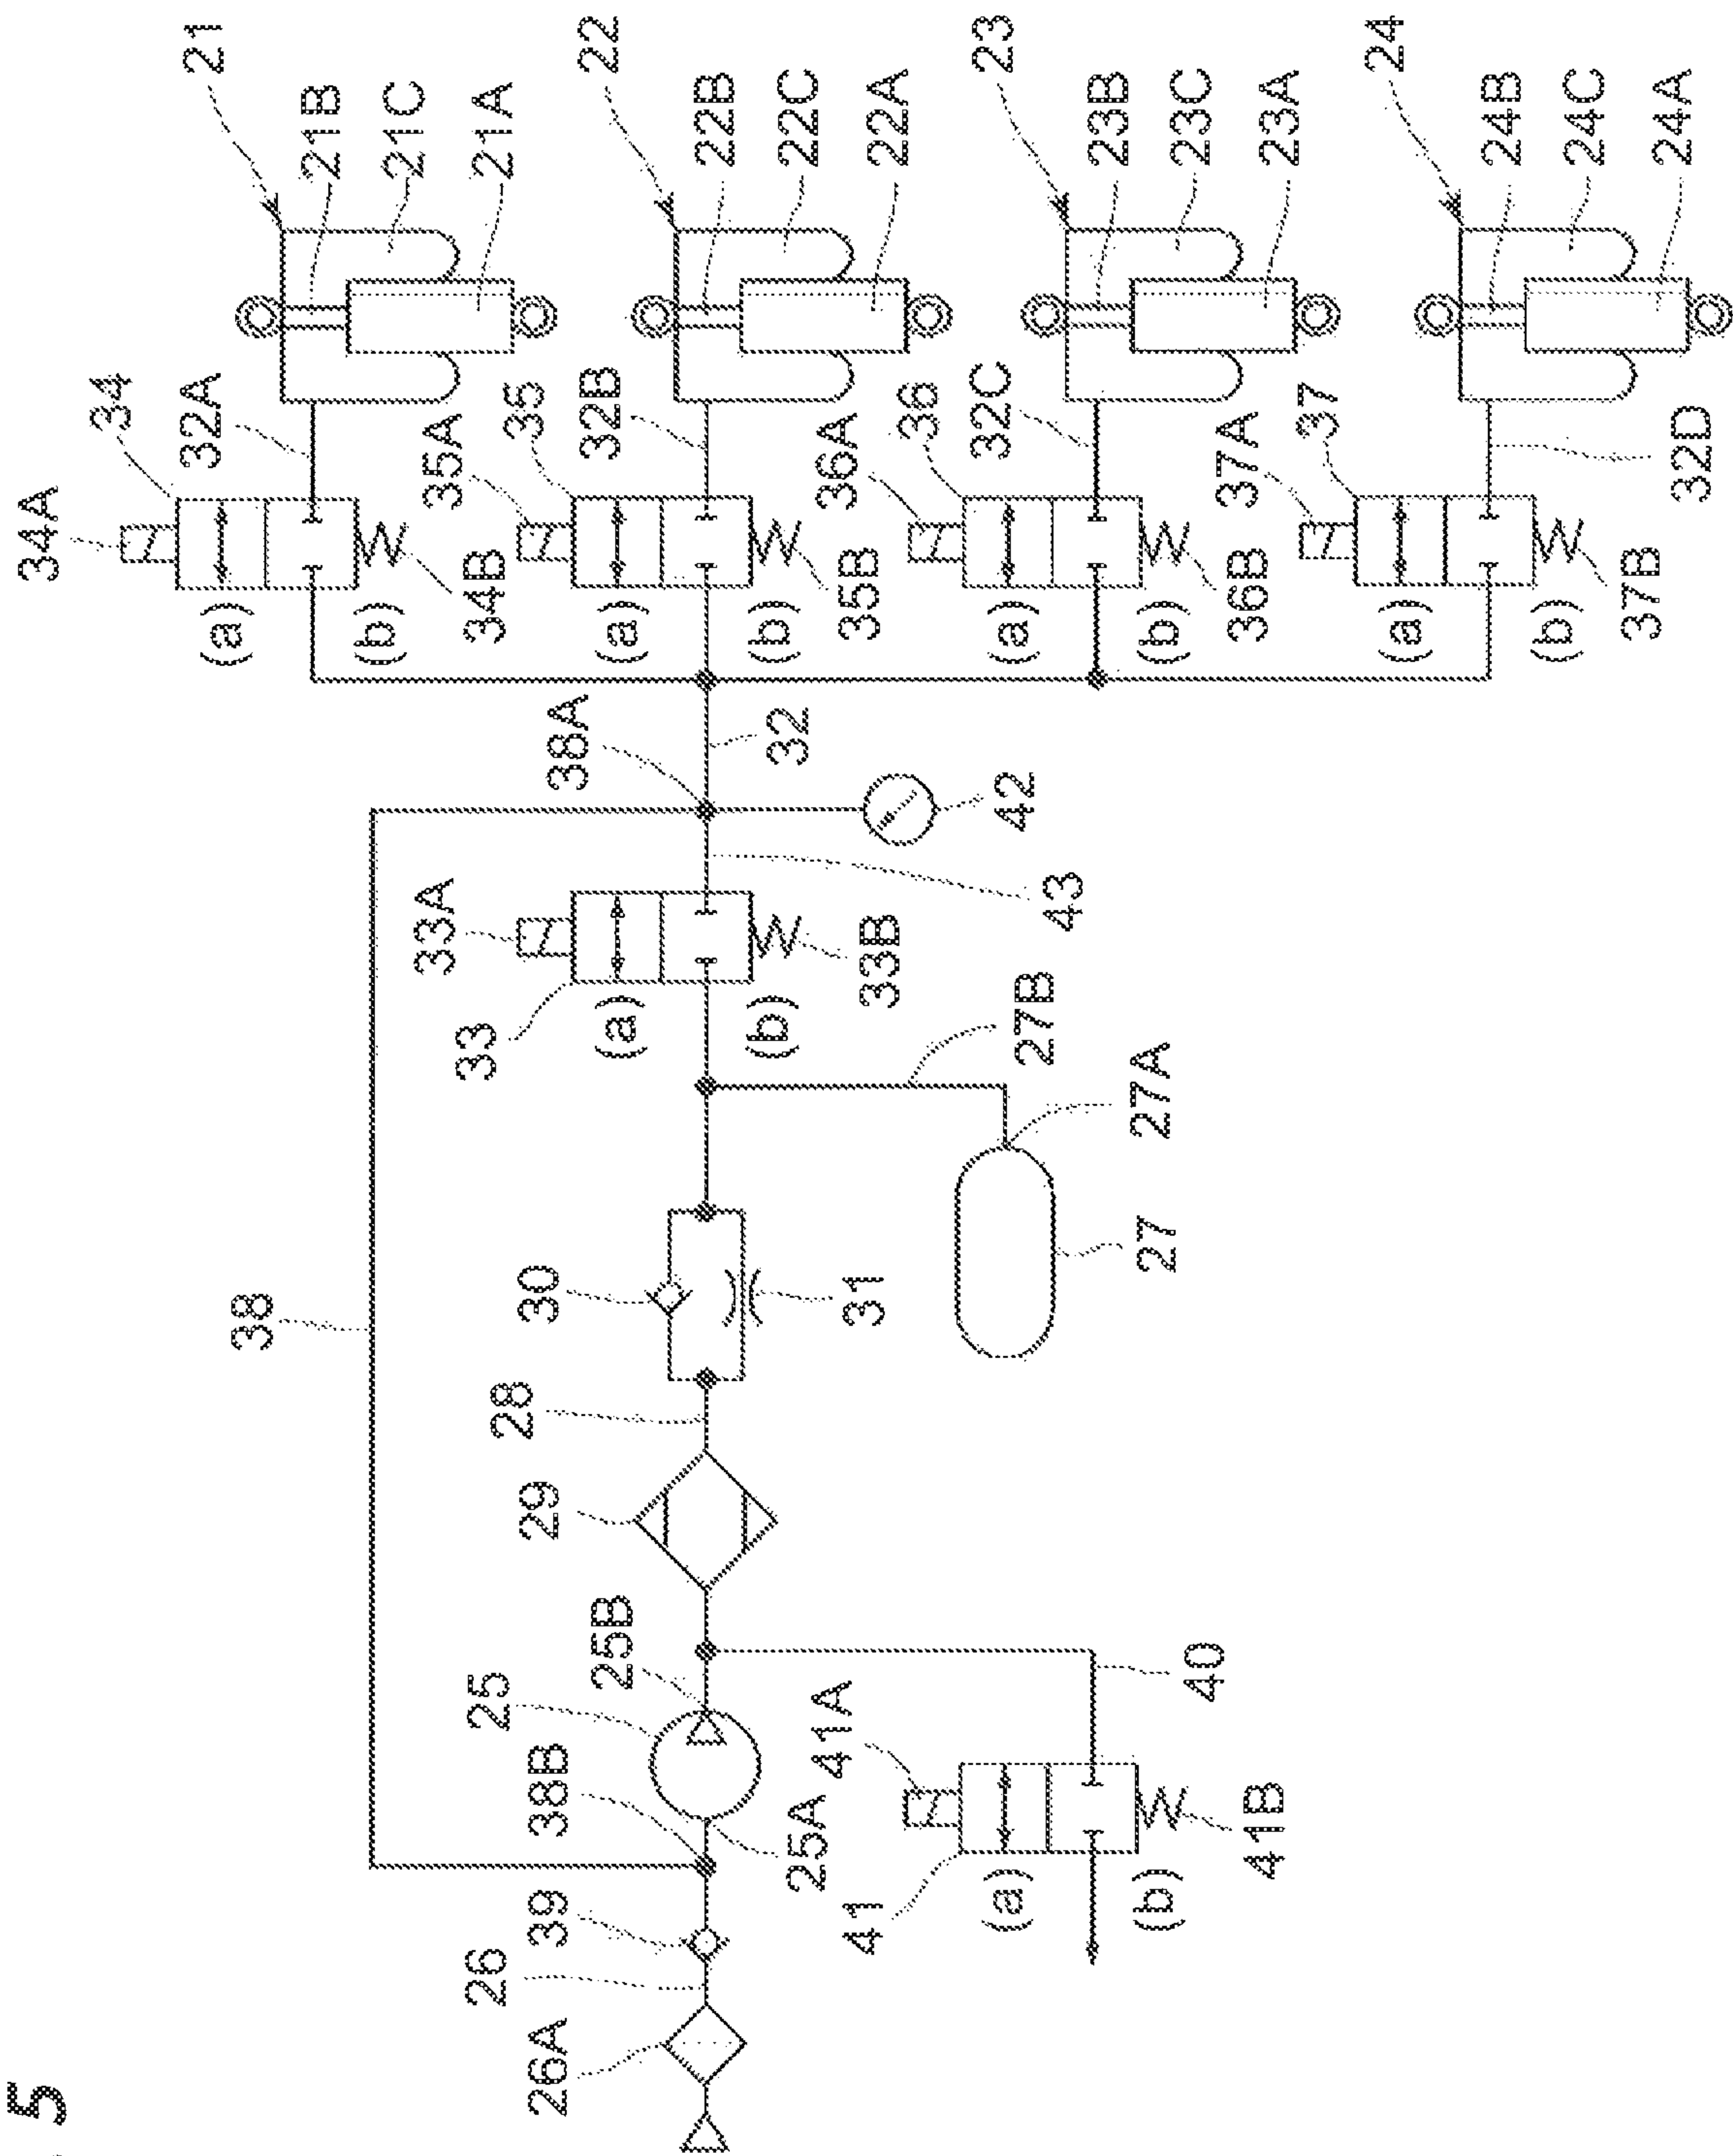 5
21
21B
21C
21A
34A
34
32A
(a)
(b)
34B
22
22B
22C
22A
35A
35
32B
(a)
(b)
35B
23
23B
23C
23A
36A
36
32C
(a)
(b)
36B
24
24B
24C
24A
37A
37
32D
(a)
(b)
37B
38
38A
32
42
43
33A
33
(a)
(b)
33B
27B
27A
27
30
31
28
29
25
25B
38B
25A
39
26
26A
40
41A
41
(a)
(b)
41B